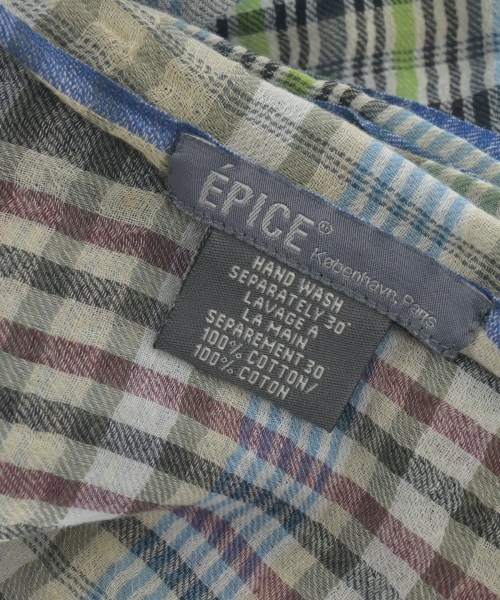 ÉPICE®
København, Paris
HAND WASH
SEPARATELY 30°
LAVAGE A
LA MAIN
SEPAREMENT 30
100% COTTON/
100% COTON